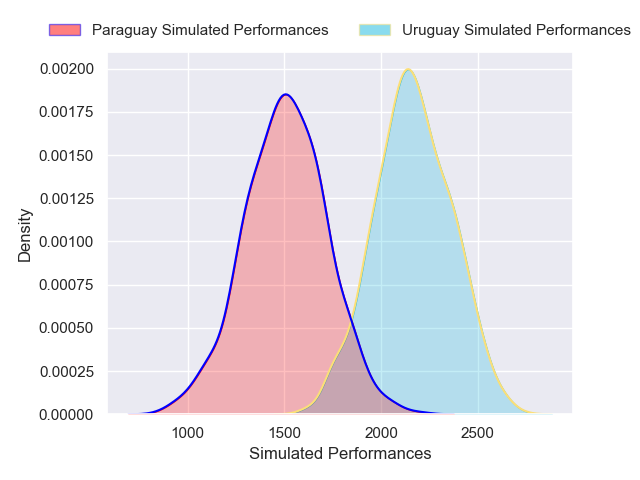 Paraguay Simulated Performances Uruguay Simulated Performances
0.00200
0.00175
0.00150
0.00125
0.00100
0.00075
0.00050
0.00025
0.00000
Density
1000 1500 2000 2500
Simulated Performances